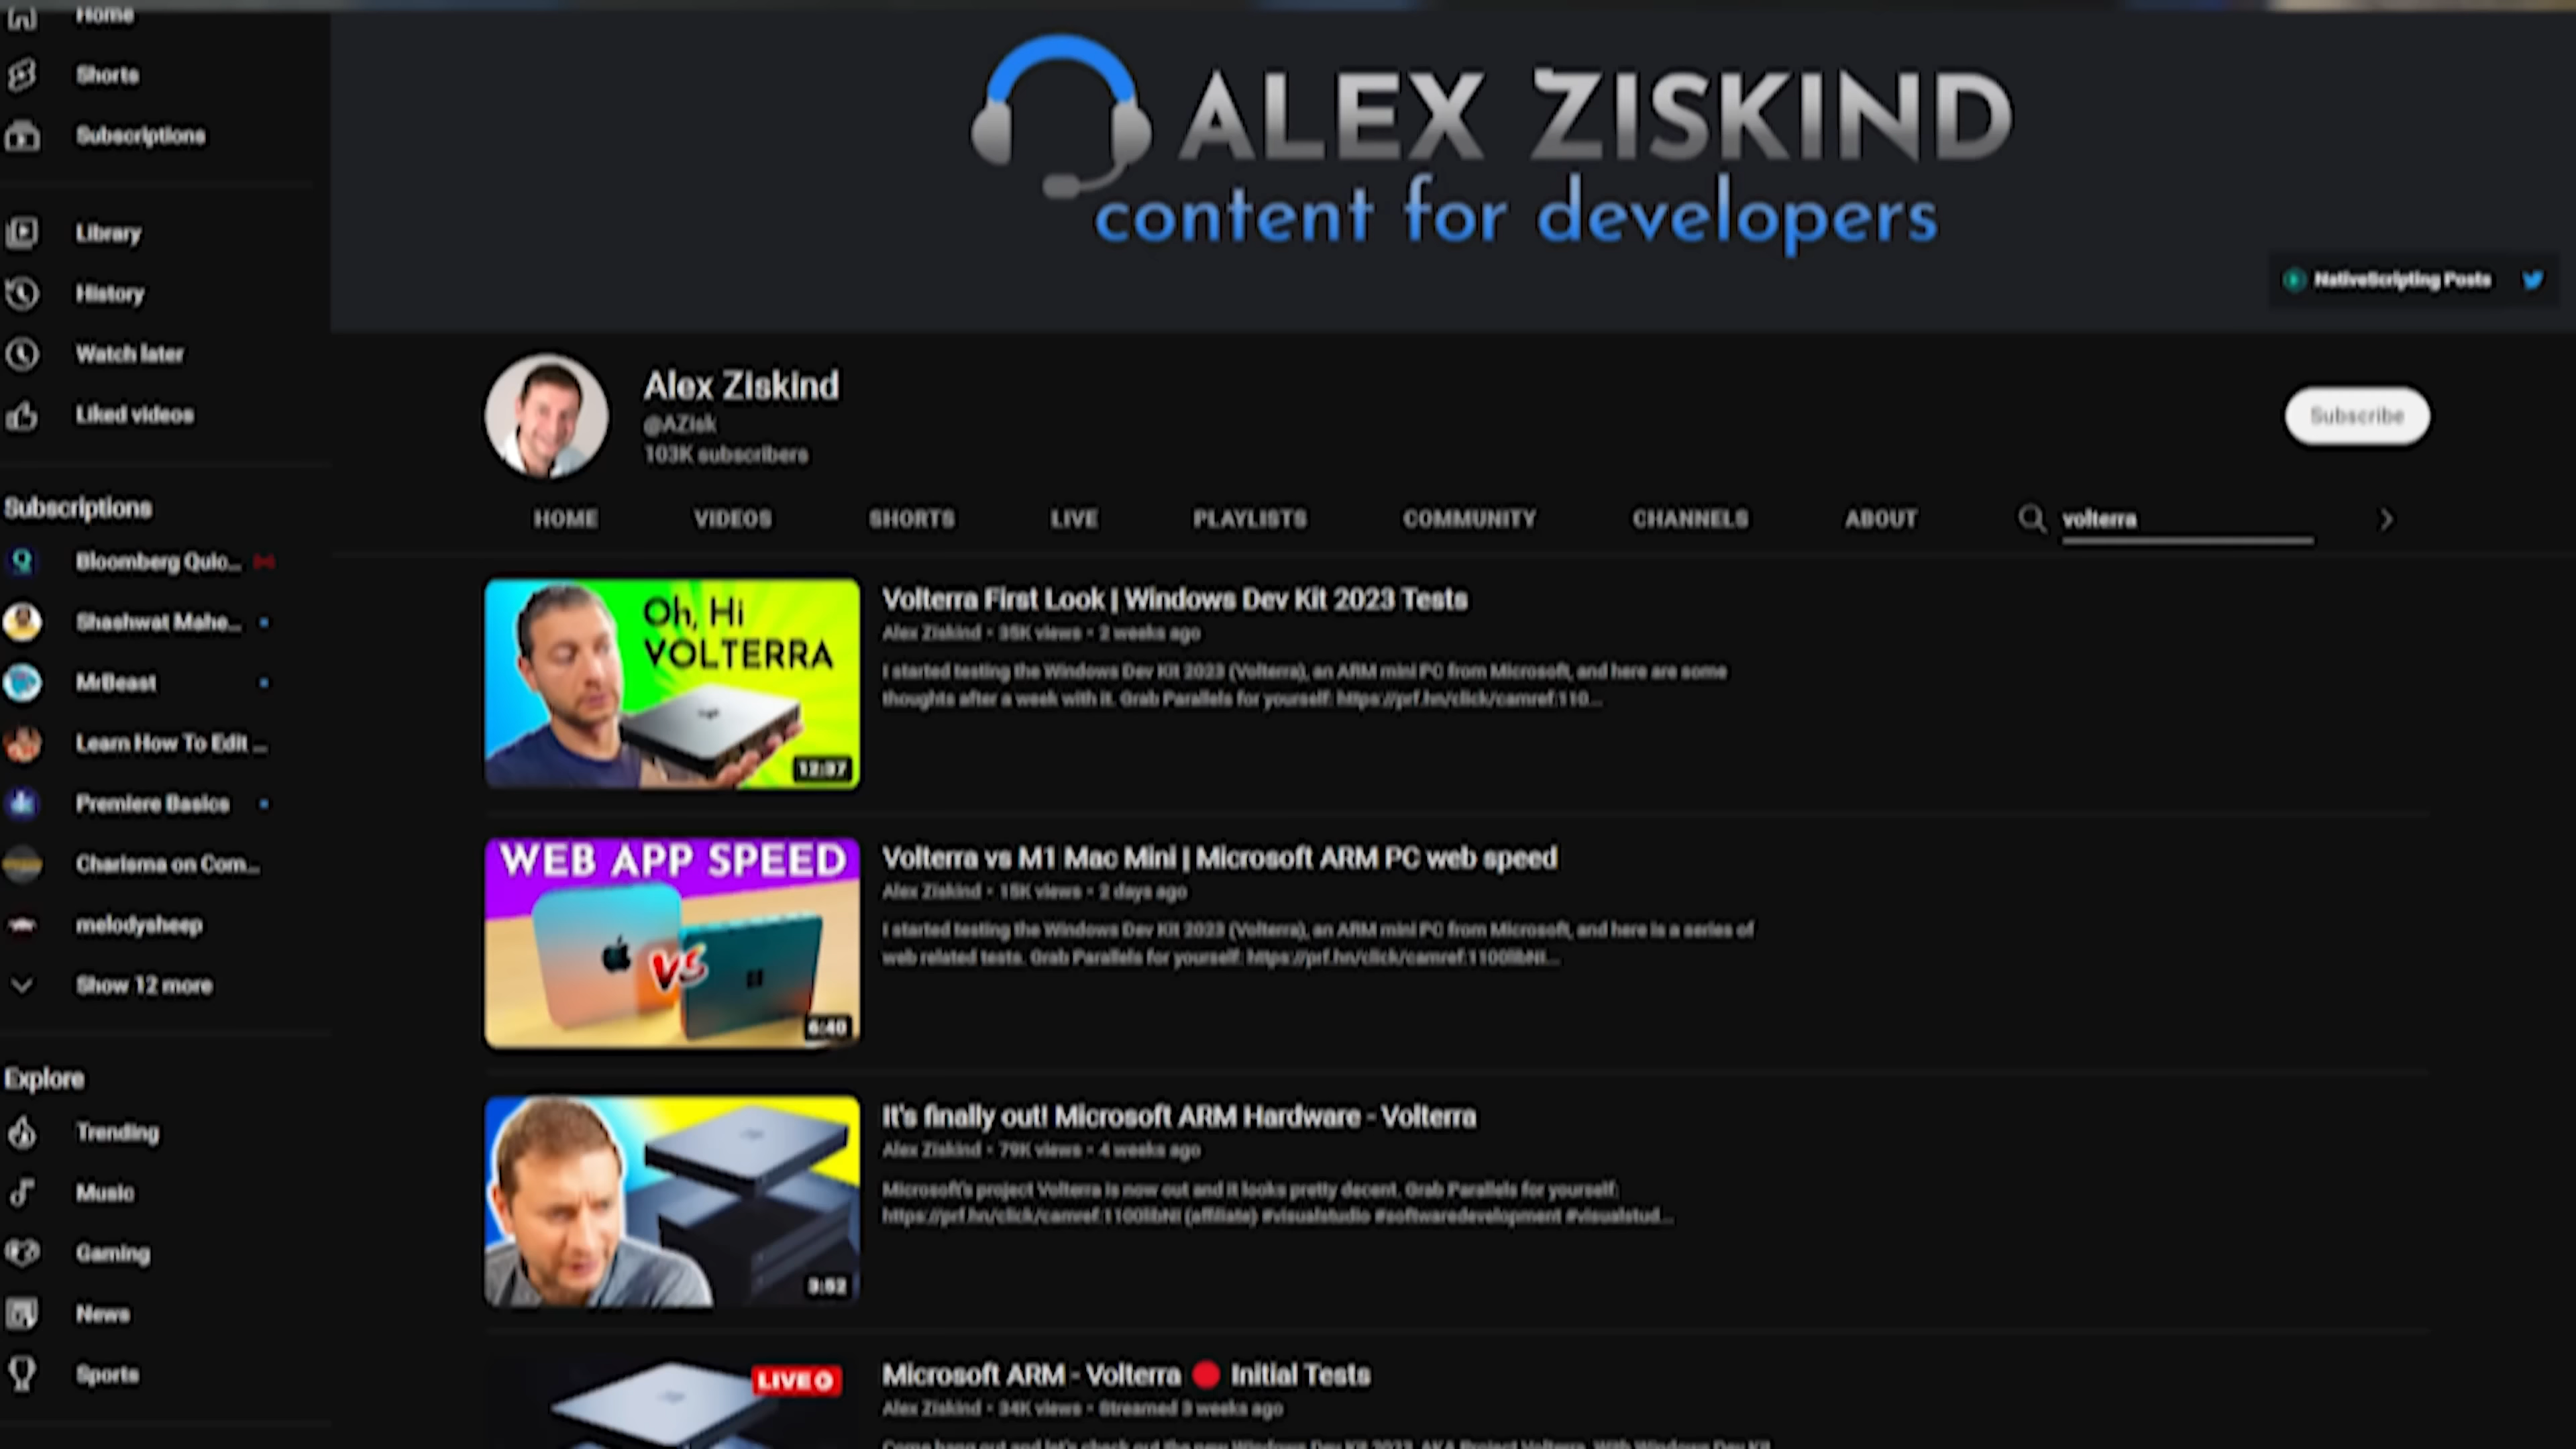 Home
Shorts
Subscriptions
Library
History
Watch later
Liked videos
Subscriptions
Bloomberg Quic...
Shashwat Mahe...
MrBeast
Learn How To Edit ...
Premiere Basics
Charisma on Com...
melodysheep
Show 12 more
Explore
Trending
Music
Gaming
News
Sports
ALEX ZISKIND
content for developers
NativeScripting Posts
Alex Ziskind
@AZisk
103K subscribers
Subscribe
HOME VIDEOS SHORTS LIVE PLAYLISTS COMMUNITY CHANNELS ABOUT volterra
Oh, Hi
VOLTERRA
12:37
Volterra First Look | Windows Dev Kit 2023 Tests
Alex Ziskind • 35K views • 2 weeks ago
I started testing the Windows Dev Kit 2023 (Volterra), an ARM mini PC from Microsoft, and here are some
thoughts after a week with it. Grab Parallels for yourself: https://prf.hn/click/camref:110...
WEB APP SPEED
VS
6:40
Volterra vs M1 Mac Mini | Microsoft ARM PC web speed
Alex Ziskind • 15K views • 2 days ago
I started testing the Windows Dev Kit 2023 (Volterra), an ARM mini PC from Microsoft, and here is a series of
web related tests. Grab Parallels for yourself: https://prf.hn/click/camref:1100libNI...
3:52
It's finally out! Microsoft ARM Hardware - Volterra
Alex Ziskind • 79K views • 4 weeks ago
Microsoft's project Volterra is now out and it looks pretty decent. Grab Parallels for yourself:
https://prf.hn/click/camref:1100libNI (affiliate) #visualstudio #softwaredevelopment #visualstud...
LIVE
Microsoft ARM - Volterra 🔴 Initial Tests
Alex Ziskind • 34K views • Streamed 3 weeks ago